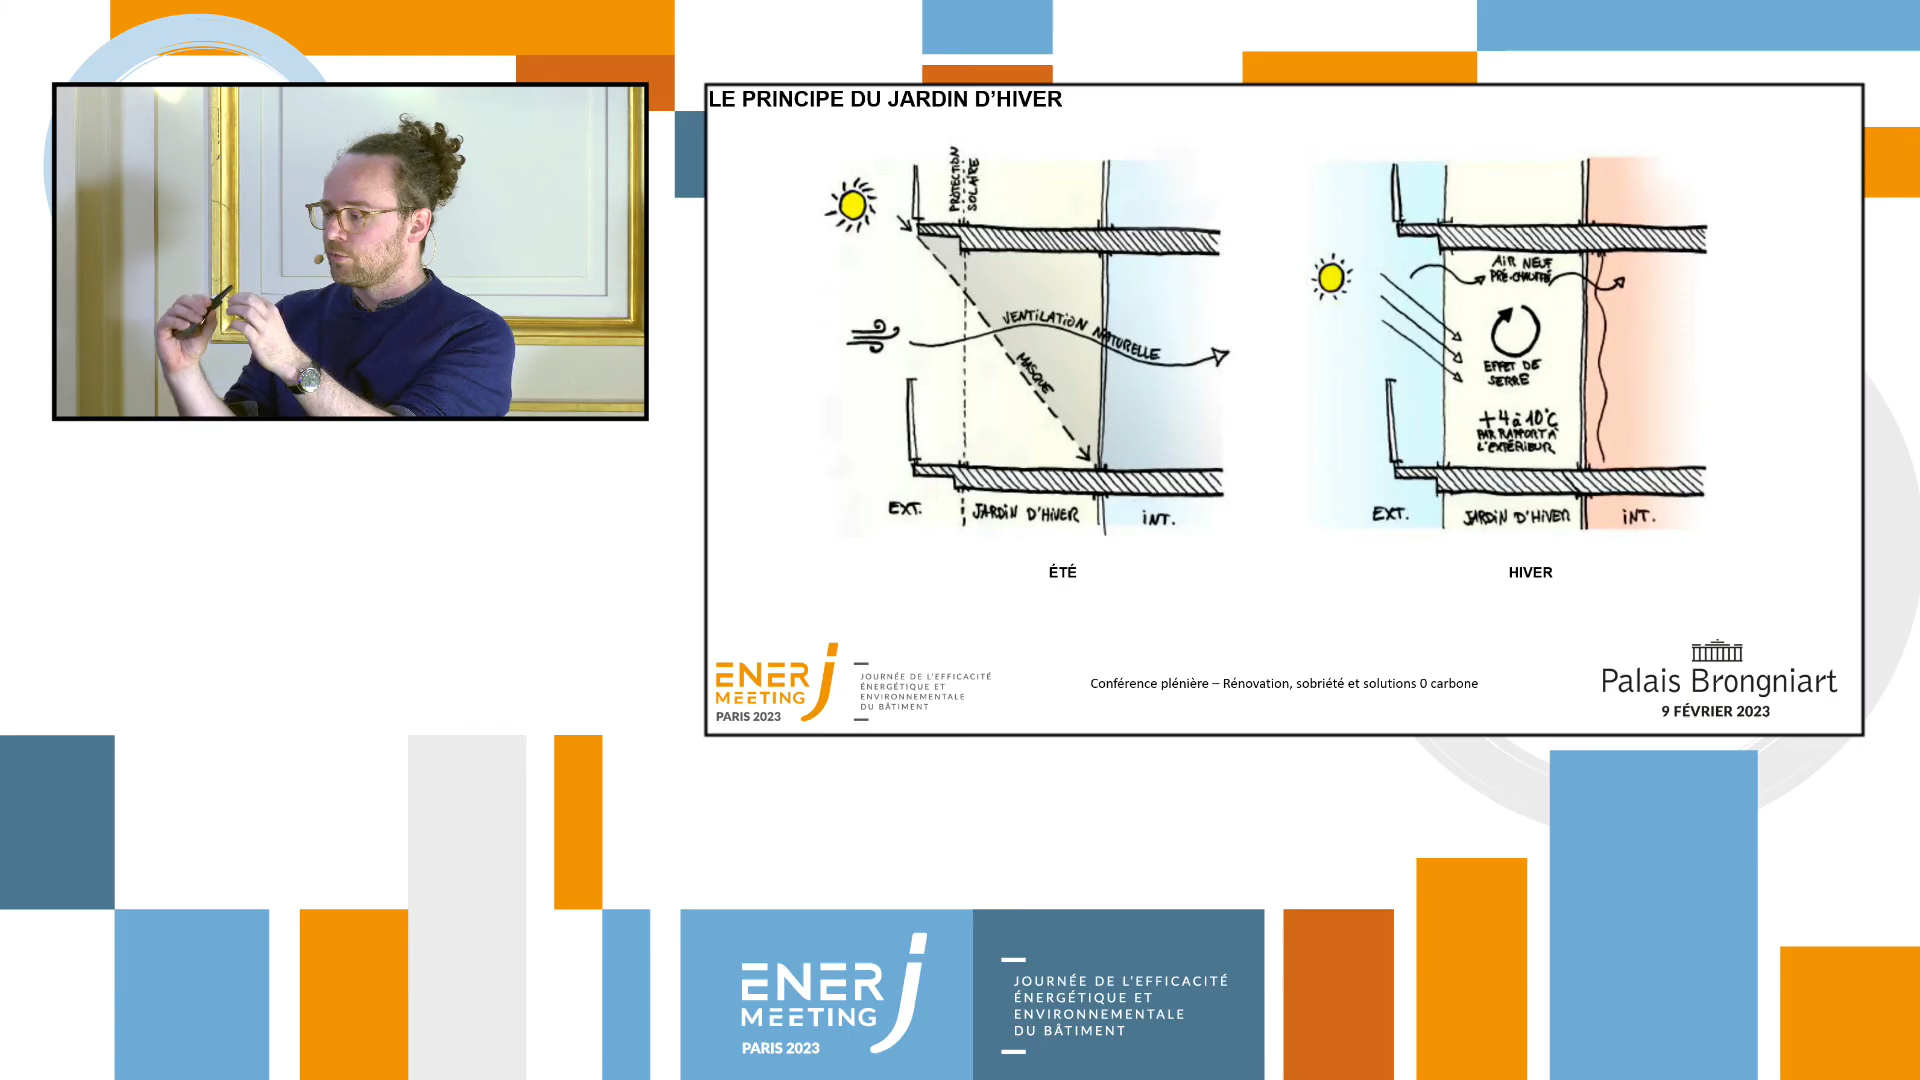 LE PRINCIPE DU JARDIN D'HIVER
PROTECTION
SOLAIRE
VENTILATION NATURELLE
MASQUE
EXT.
JARDIN D'HIVER
INT.
ÉTÉ
AIR NEUF
PRÉ-CHAUFFÉ
EFFET DE
SERRE
+4 à 10°C
PAR RAPPORT À
L'EXTÉRIEUR
EXT.
JARDIN D'HIVER
INT.
HIVER
ENER J
MEETING
PARIS 2023
JOURNÉE DE L'EFFICACITÉ
ÉNERGÉTIQUE ET
ENVIRONNEMENTALE
DU BÂTIMENT
Conférence plénière – Rénovation, sobriété et solutions 0 carbone
Palais Brongniart
9 FÉVRIER 2023
ENER J
MEETING
PARIS 2023
JOURNÉE DE L'EFFICACITÉ
ÉNERGÉTIQUE ET
ENVIRONNEMENTALE
DU BÂTIMENT